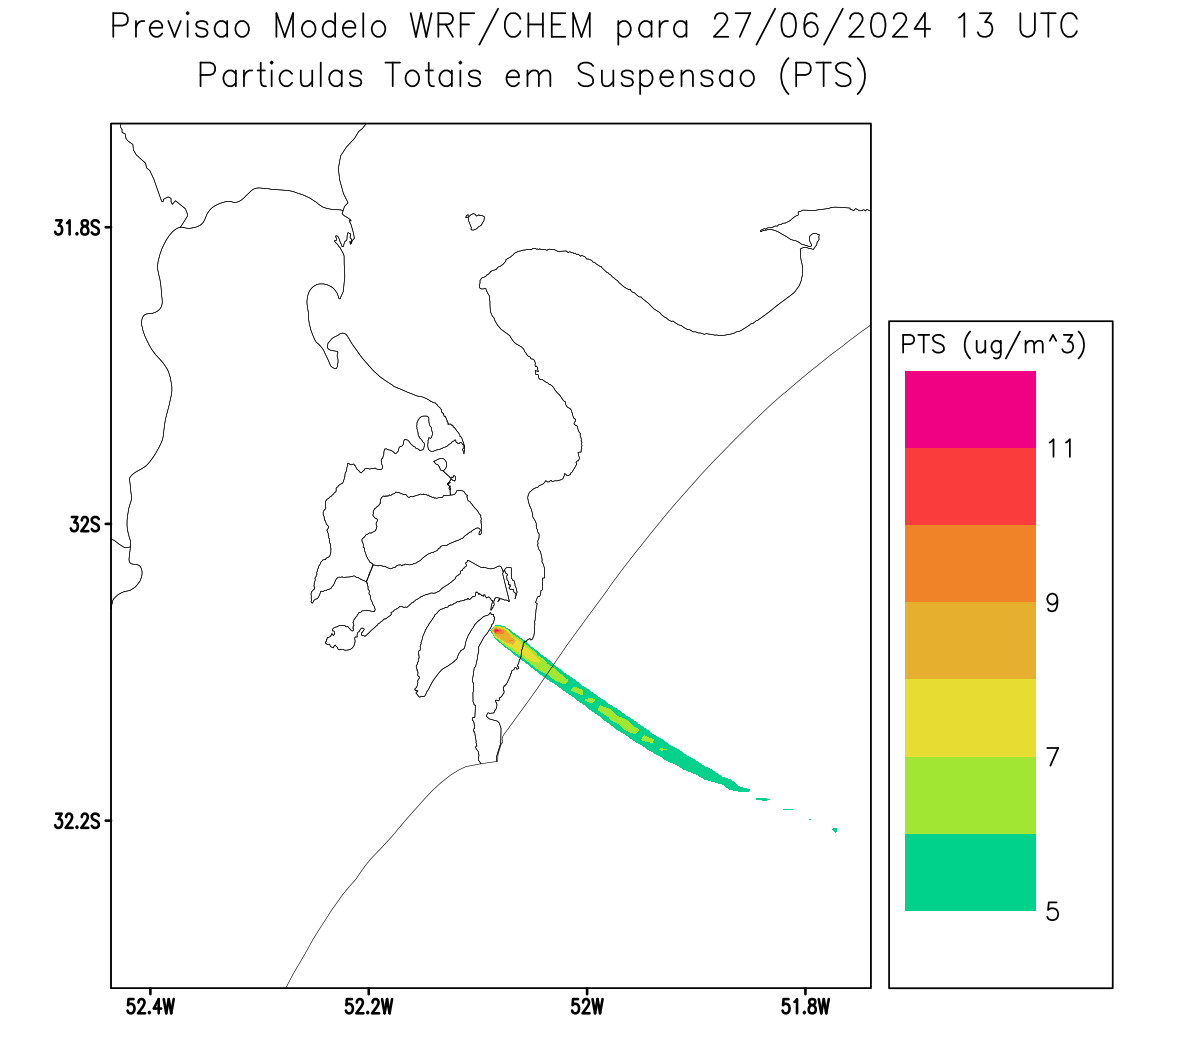 Previsao Modelo WRF/CHEM para 27/06/2024 13 UTC
Particulas Totais em Suspensao (PTS)
31.8S
32S
32.2S
52.4W
52.2W
52W
51.8W
PTS (ug/m^3)
11
9
7
5